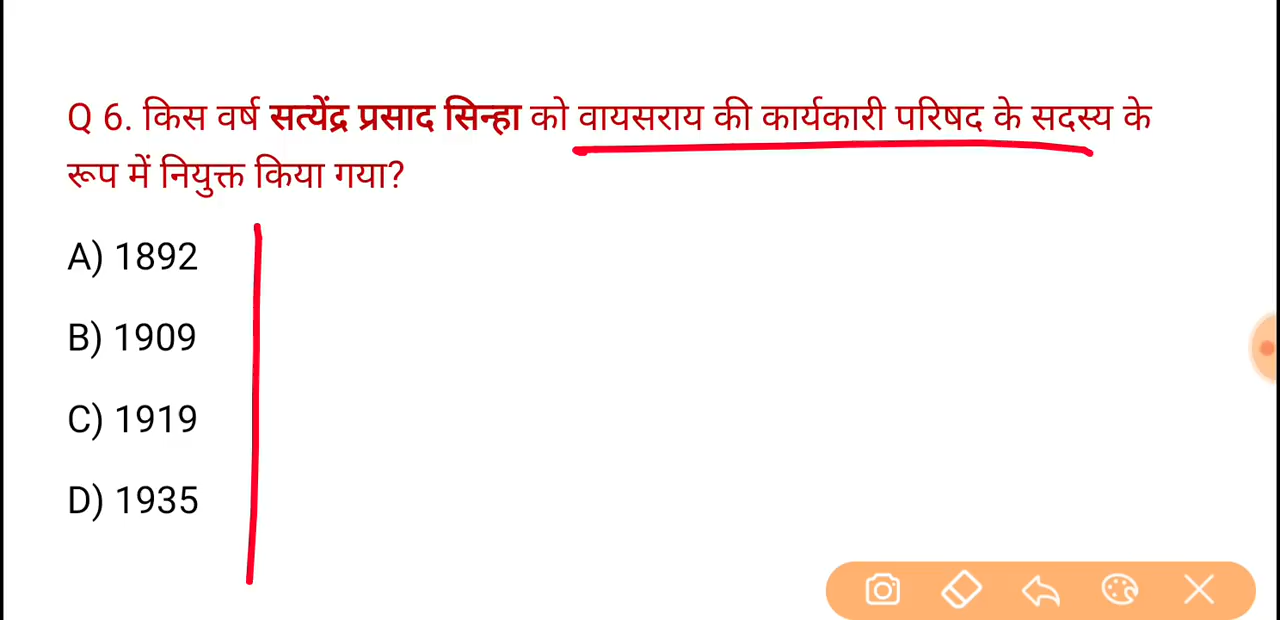 Q 6. किस वर्ष सत्येंद्र प्रसाद सिन्हा को वायसराय की कार्यकारी परिषद के सदस्य के
रूप में नियुक्त किया गया?
A) 1892
B) 1909
C) 1919
D) 1935